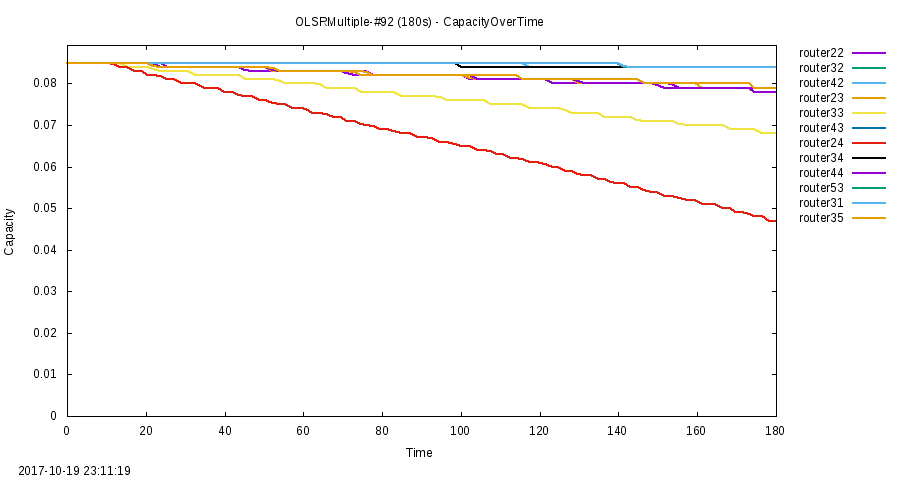 OLSRMultiple-#92 (180s) - CapacityOverTime
router22
router32
router42
router23
router33
router43
router24
router34
router44
router53
router31
router35
Capacity
0.08
0.07
0.06
0.05
0.04
0.03
0.02
0.01
0
0 20 40 60 80 100 120 140 160 180
Time
2017-10-19 23:11:19